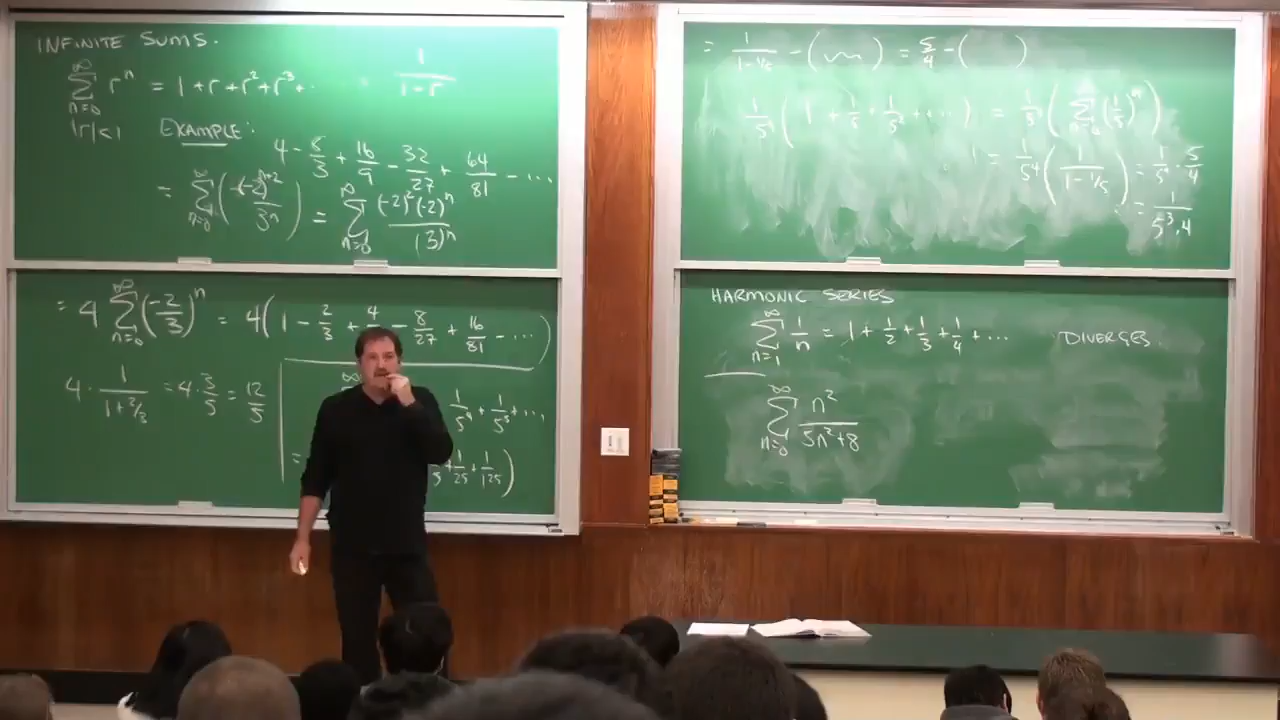 INFINITE SUMS.
∞ Σ n=0 r^n = 1 + r + r^2 + r^3 + ·· = 1/(1-r)
|r|<1 EXAMPLE:
4 - 8/3 + 16/9 - 32/27 + 64/81 - ···
= ∞ Σ n=0 ((-2)^n+2 / 3^n) = ∞ Σ n=0 (-2)^2 (-2)^n / (3)^n
= 4 ∞ Σ n=0 (-2/3)^n = 4(1 - 2/3 + 4/9 - 8/27 + 16/81 - ···)
4 · 1/(1+2/3) = 4 · 3/5 = 12/5
1/5^4 + 1/5^5 + ···
= 5 + 1/25 + 1/125)
= 1/(1-1/5) - ( ) = 5/4 - ( )
1/5^4 (1 + 1/5 + 1/5^2 + ···) = 1/5^4 (∞ Σ n=0 (1/5)^n)
= 1/5^4 (1/(1-1/5)) = 1/5^4 · 5/4
= 1/(5^3·4)
HARMONIC SERIES
∞ Σ n=1 1/n = 1 + 1/2 + 1/3 + 1/4 + ··· DIVERGES.
∞ Σ n=0 n^2/(5n^2+8)